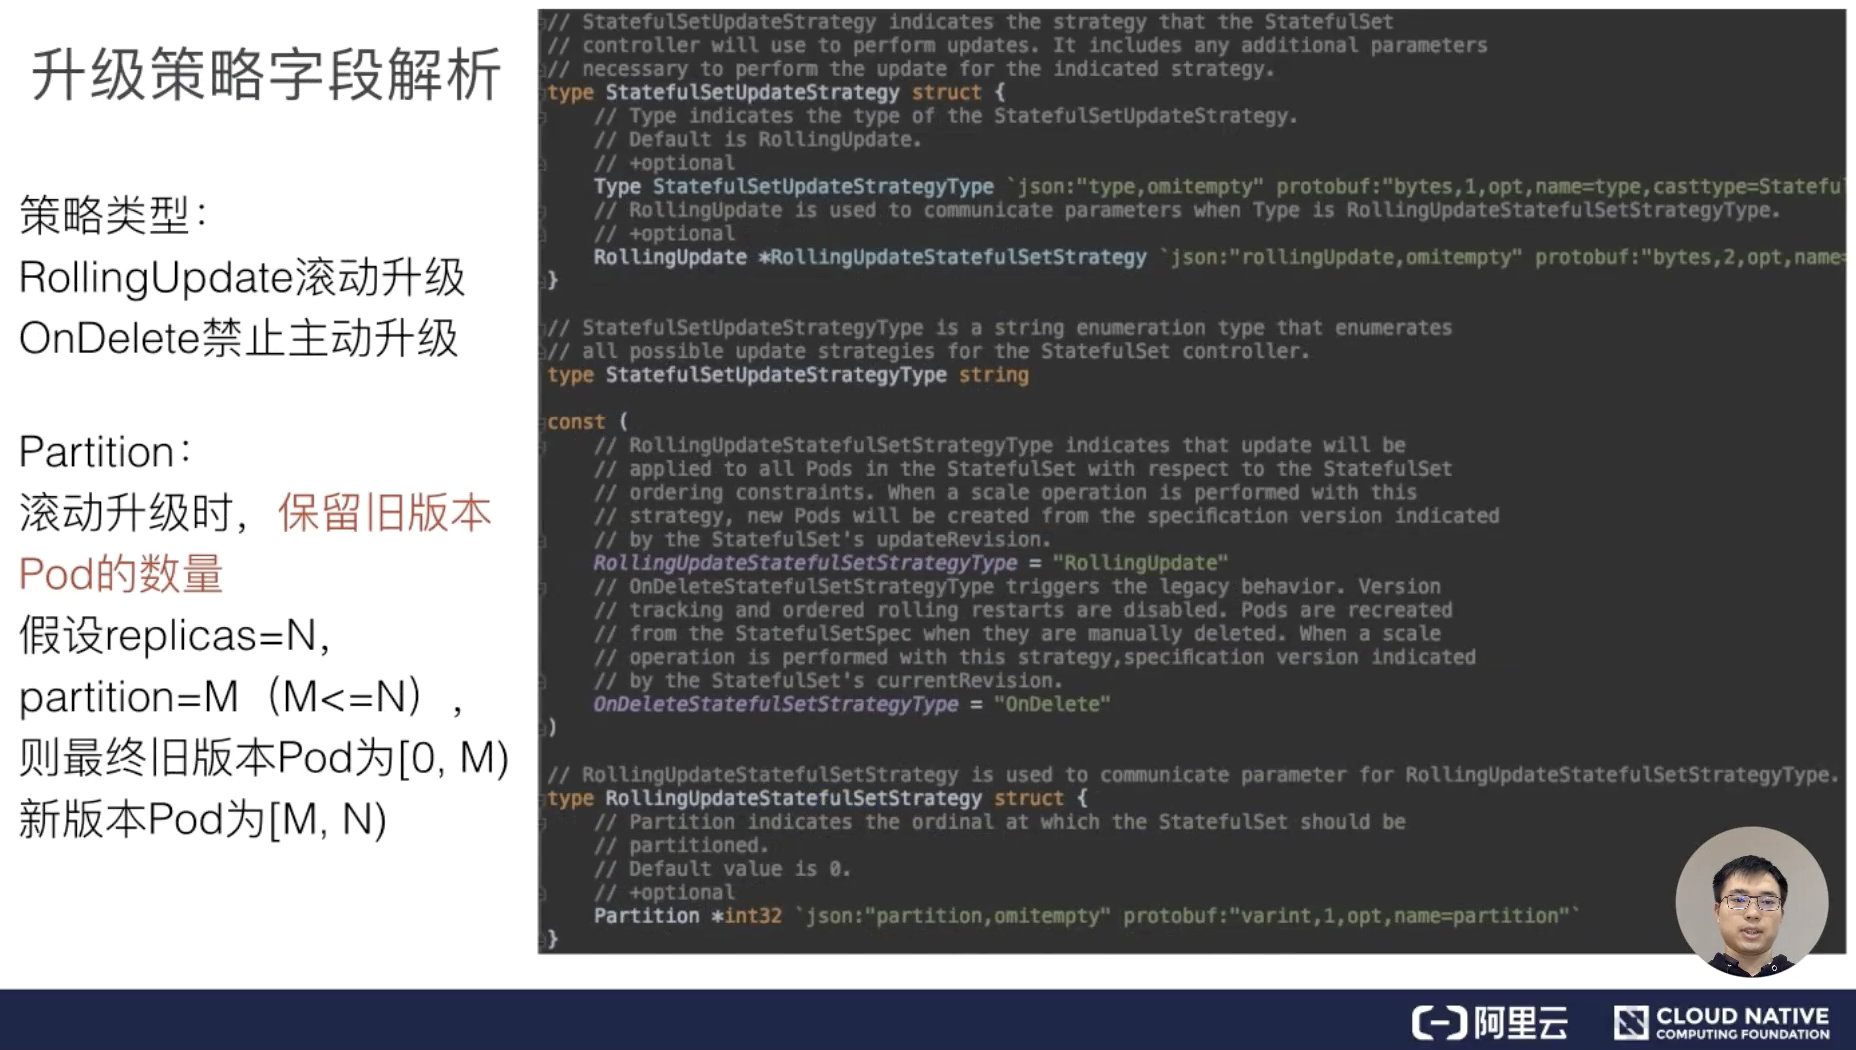 升级策略字段解析
策略类型：
RollingUpdate滚动升级
OnDelete禁止主动升级
Partition：
滚动升级时，保留旧版本
Pod的数量
假设replicas=N,
partition=M（M<=N），
则最终旧版本Pod为[0, M)
新版本Pod为[M, N)
// StatefulSetUpdateStrategy indicates the strategy that the StatefulSet
// controller will use to perform updates. It includes any additional parameters
// necessary to perform the update for the indicated strategy.
type StatefulSetUpdateStrategy struct {
// Type indicates the type of the StatefulSetUpdateStrategy.
// Default is RollingUpdate.
// +optional
Type StatefulSetUpdateStrategyType `json:"type,omitempty" protobuf:"bytes,1,opt,name=type,casttype=Stateful
// RollingUpdate is used to communicate parameters when Type is RollingUpdateStatefulSetStrategyType.
// +optional
RollingUpdate *RollingUpdateStatefulSetStrategy `json:"rollingUpdate,omitempty" protobuf:"bytes,2,opt,name=
}
// StatefulSetUpdateStrategyType is a string enumeration type that enumerates
// all possible update strategies for the StatefulSet controller.
type StatefulSetUpdateStrategyType string
const (
// RollingUpdateStatefulSetStrategyType indicates that update will be
// applied to all Pods in the StatefulSet with respect to the StatefulSet
// ordering constraints. When a scale operation is performed with this
// strategy, new Pods will be created from the specification version indicated
// by the StatefulSet's updateRevision.
RollingUpdateStatefulSetStrategyType = "RollingUpdate"
// OnDeleteStatefulSetStrategyType triggers the legacy behavior. Version
// tracking and ordered rolling restarts are disabled. Pods are recreated
// from the StatefulSetSpec when they are manually deleted. When a scale
// operation is performed with this strategy,specification version indicated
// by the StatefulSet's currentRevision.
OnDeleteStatefulSetStrategyType = "OnDelete"
)
// RollingUpdateStatefulSetStrategy is used to communicate parameter for RollingUpdateStatefulSetStrategyType.
type RollingUpdateStatefulSetStrategy struct {
// Partition indicates the ordinal at which the StatefulSet should be
// partitioned.
// Default value is 0.
// +optional
Partition *int32 `json:"partition,omitempty" protobuf:"varint,1,opt,name=partition"`
}
阿里云
CLOUD NATIVE
COMPUTING FOUNDATION